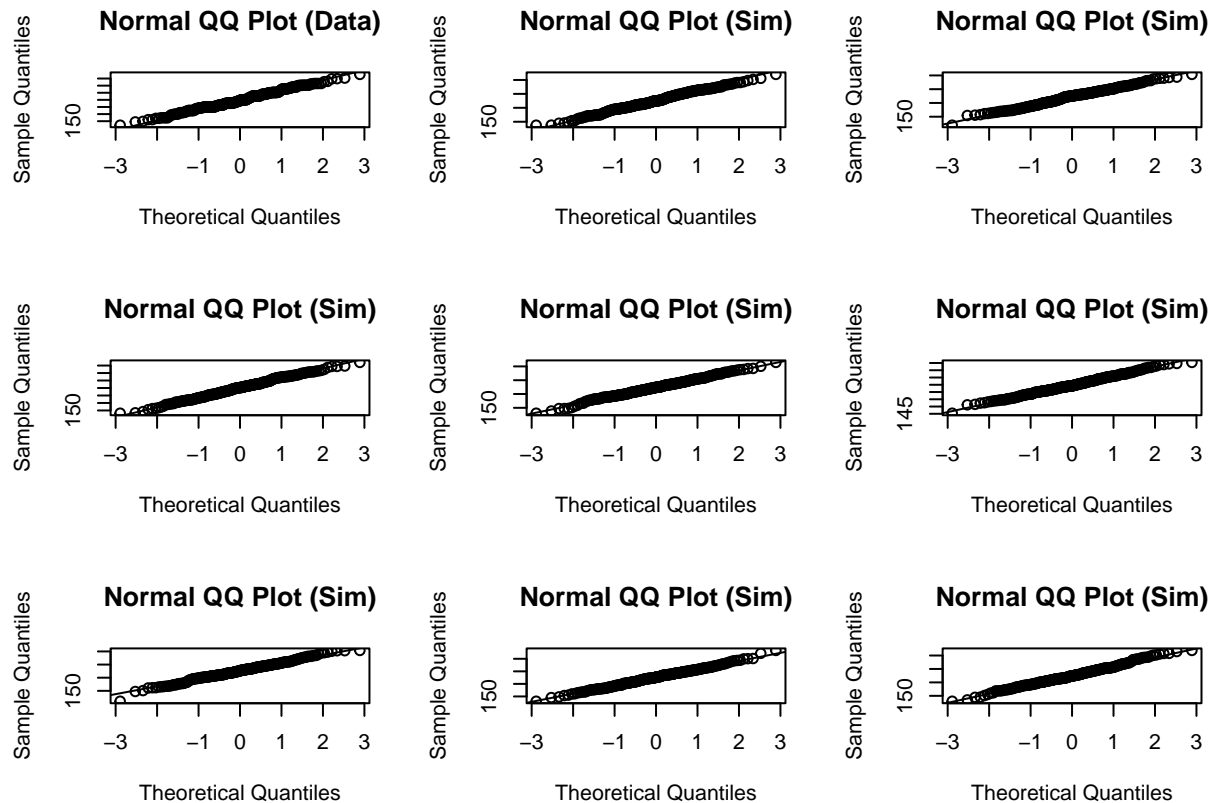 Normal QQ Plot (Data)
Sample Quantiles
150
−3 −1 0 1 2 3
Theoretical Quantiles
Normal QQ Plot (Sim)
Sample Quantiles
150
−3 −1 0 1 2 3
Theoretical Quantiles
Normal QQ Plot (Sim)
Sample Quantiles
150
−3 −1 0 1 2 3
Theoretical Quantiles
Normal QQ Plot (Sim)
Sample Quantiles
150
−3 −1 0 1 2 3
Theoretical Quantiles
Normal QQ Plot (Sim)
Sample Quantiles
150
−3 −1 0 1 2 3
Theoretical Quantiles
Normal QQ Plot (Sim)
Sample Quantiles
145
−3 −1 0 1 2 3
Theoretical Quantiles
Normal QQ Plot (Sim)
Sample Quantiles
150
−3 −1 0 1 2 3
Theoretical Quantiles
Normal QQ Plot (Sim)
Sample Quantiles
150
−3 −1 0 1 2 3
Theoretical Quantiles
Normal QQ Plot (Sim)
Sample Quantiles
150
−3 −1 0 1 2 3
Theoretical Quantiles